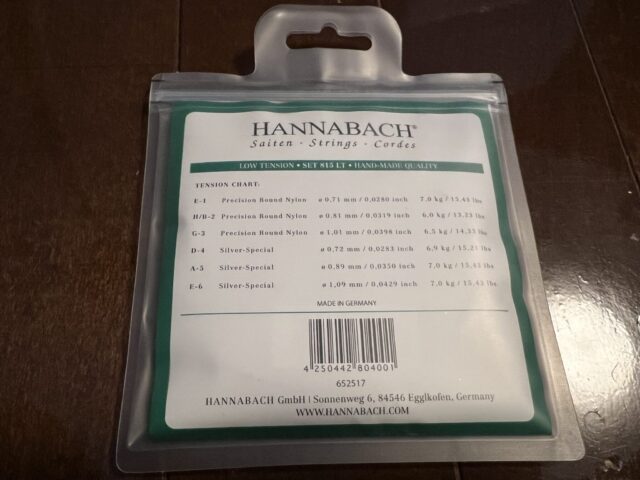 HANNABACH®
Saiten · Strings · Cordes
LOW TENSION • SET 815 LT • HAND-MADE QUALITY
TENSION CHART:
E-1 Precision Round Nylon ø 0,71 mm / 0,0280 inch 7,0 kg / 15,43 lbs
H/B-2 Precision Round Nylon ø 0,81 mm / 0,0319 inch 6,0 kg / 13,23 lbs
G-3 Precision Round Nylon ø 1,01 mm / 0,0398 inch 6,5 kg / 14,33 lbs
D-4 Silver-Special ø 0,72 mm / 0,0283 inch 6,9 kg / 15,21 lbs
A-5 Silver-Special ø 0,89 mm / 0,0350 inch 7,0 kg / 15,43 lbs
E-6 Silver-Special ø 1,09 mm / 0,0429 inch 7,0 kg / 15,43 lbs
MADE IN GERMANY
4 250442 804001
652517
HANNABACH GmbH | Sonnenweg 6, 84546 Egglkofen, Germany
WWW.HANNABACH.COM